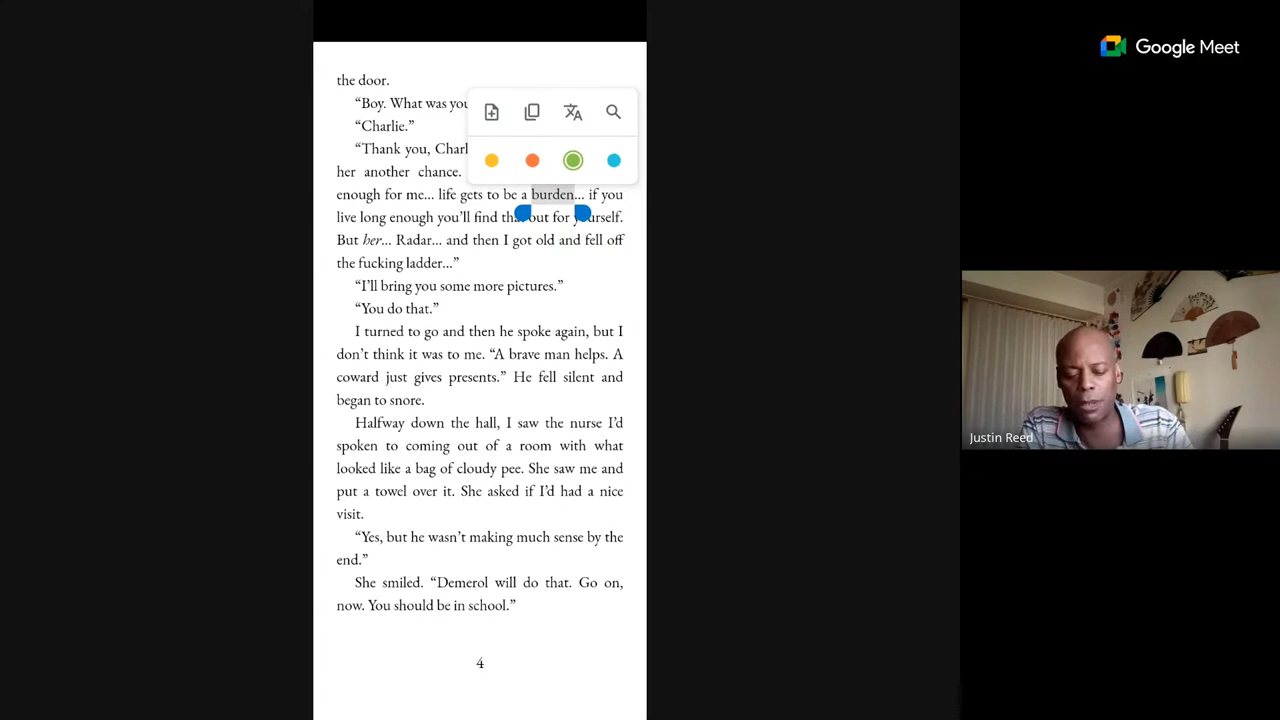 the door.
“Boy. What was you
“Charlie.”
“Thank you, Charl
her another chance.
enough for me... life gets to be a burden... if you
live long enough you’ll find that out for yourself.
But her... Radar... and then I got old and fell off
the fucking ladder...”
“I’ll bring you some more pictures.”
“You do that.”
I turned to go and then he spoke again, but I
don’t think it was to me. “A brave man helps. A
coward just gives presents.” He fell silent and
began to snore.
Halfway down the hall, I saw the nurse I’d
spoken to coming out of a room with what
looked like a bag of cloudy pee. She saw me and
put a towel over it. She asked if I’d had a nice
visit.
“Yes, but he wasn’t making much sense by the
end.”
She smiled. “Demerol will do that. Go on,
now. You should be in school.”
4
Google Meet
Justin Reed